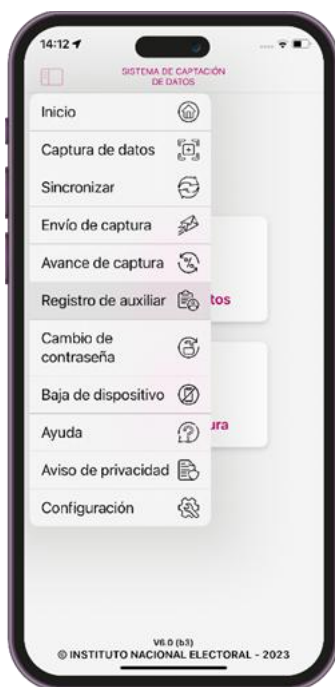 14:12
SISTEMA DE CAPTACIÓN
DE DATOS
Inicio
Captura de datos
Sincronizar
Envío de captura
Avance de captura
Registro de auxiliar
tos
Cambio de
contraseña
Baja de dispositivo
Ayuda
ura
Aviso de privacidad
Configuración
V6.0 (b3)
© INSTITUTO NACIONAL ELECTORAL - 2023